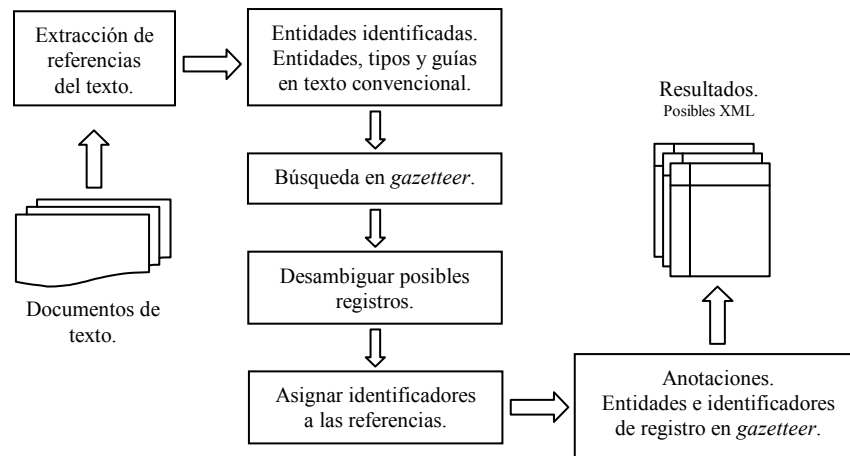 Extracción de
referencias
del texto.
Entidades identificadas.
Entidades, tipos y guías
en texto convencional.
Búsqueda en gazetteer.
Desambiguar posibles
registros.
Asignar identificadores
a las referencias.
Documentos de
texto.
Anotaciones.
Entidades e identificadores
de registro en gazetteer.
Resultados.
Posibles XML